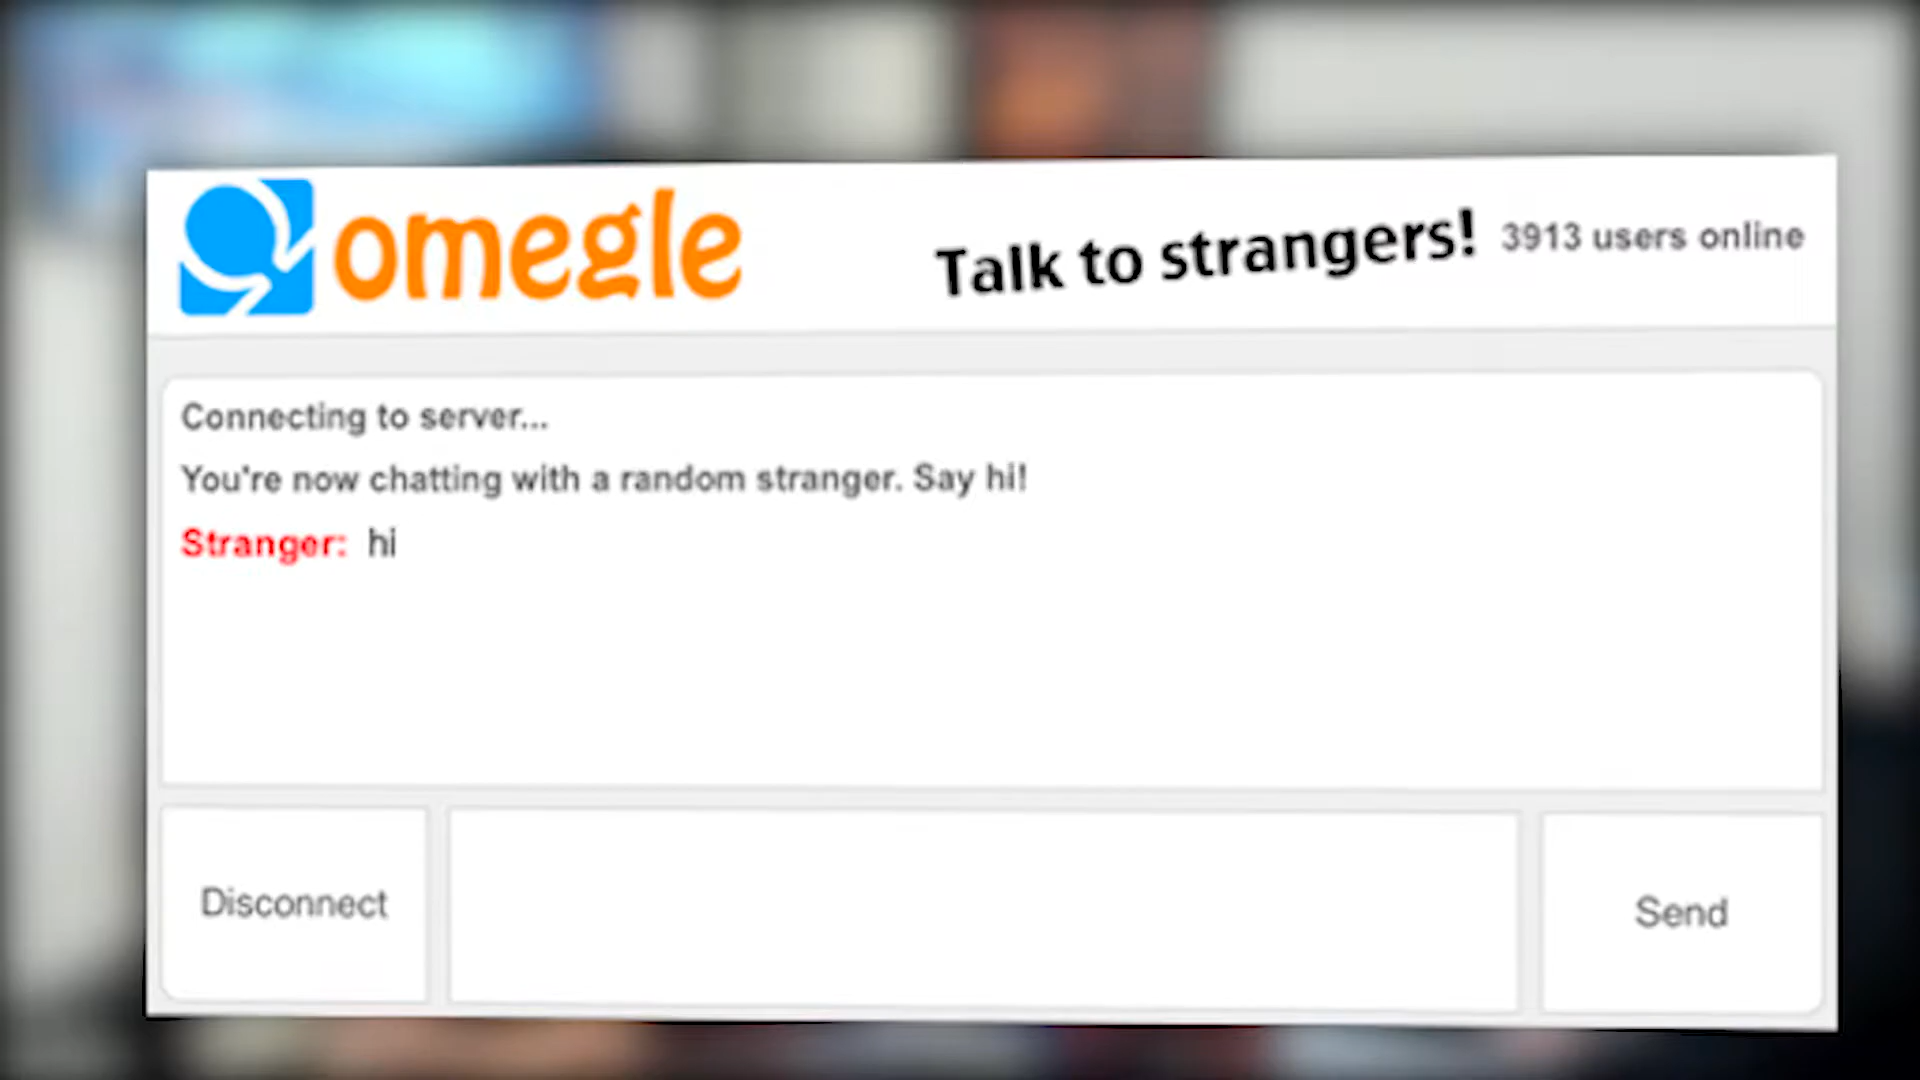 omegle
Talk to strangers!
3913 users online
Connecting to server...
You're now chatting with a random stranger. Say hi!
Stranger: hi
Disconnect
Send